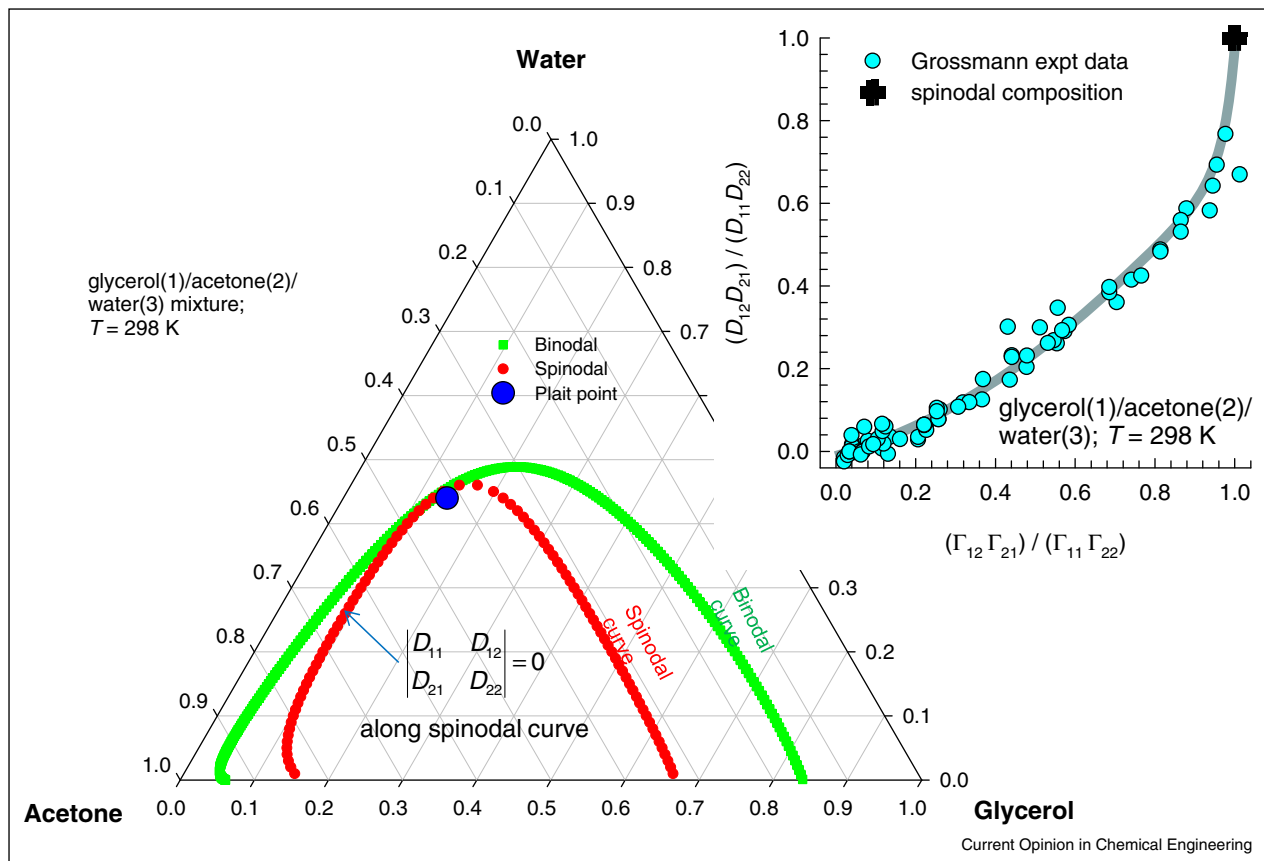 Water
glycerol(1)/acetone(2)/
water(3) mixture;
T = 298 K
0.0
0.1
0.2
0.3
0.4
0.5
0.6
0.7
0.8
0.9
1.0
1.0
0.9
0.8
0.7
0.3
0.2
0.1
0.0
Binodal
Spinodal
Plait point
Spinodal
curve
Binodal
curve
|D₁₁ D₁₂|
|D₂₁ D₂₂| = 0
along spinodal curve
0.0 0.1 0.2 0.3 0.4 0.5 0.6 0.7 0.8 0.9 1.0
Acetone
Glycerol
Grossmann expt data
spinodal composition
(D₁₂D₂₁) / (D₁₁D₂₂)
1.0
0.8
0.6
0.4
0.2
0.0
glycerol(1)/acetone(2)/
water(3); T = 298 K
0.0 0.2 0.4 0.6 0.8 1.0
(Γ₁₂ Γ₂₁) / (Γ₁₁ Γ₂₂)
Current Opinion in Chemical Engineering